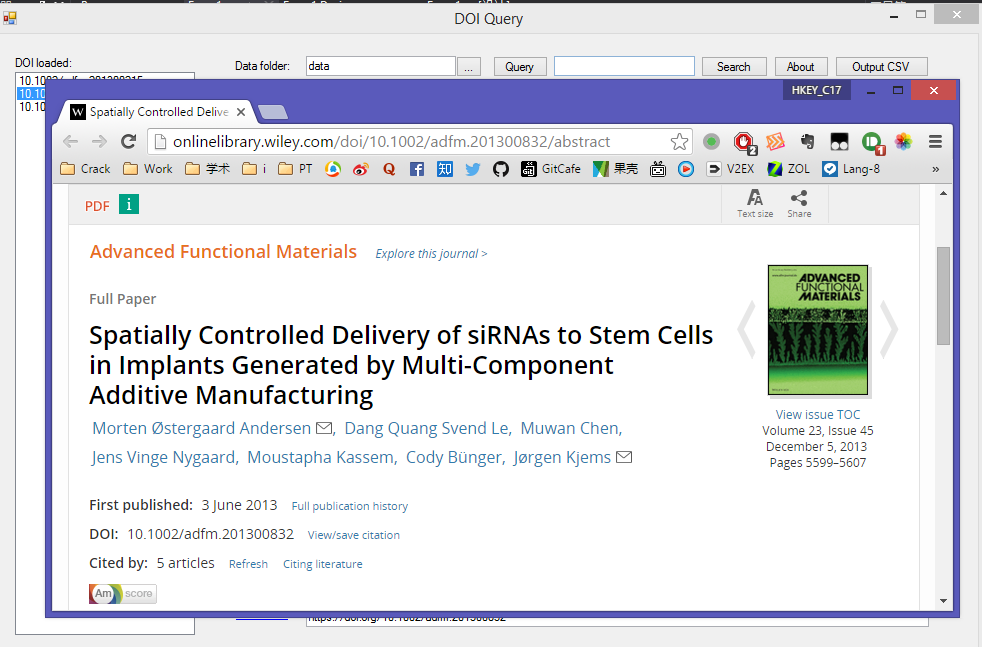 DOI Query
DOI loaded:
Data folder:
data
...
Query
Search
About
Output CSV
10.1002/adfm.201300315
10.10
10.10
HKEY_C17
W Spatially Controlled Delive
onlinelibrary.wiley.com/doi/10.1002/adfm.201300832/abstract
2
1
Crack
Work
学术
i
PT
Q
知
GitCafe
果壳
V2EX
ZOL
Lang-8
»
PDF i
Text size
Share
Advanced Functional Materials
Explore this journal >
Full Paper
Spatially Controlled Delivery of siRNAs to Stem Cells
in Implants Generated by Multi-Component
Additive Manufacturing
Morten Østergaard Andersen, Dang Quang Svend Le, Muwan Chen,
Jens Vinge Nygaard, Moustapha Kassem, Cody Bünger, Jørgen Kjems
ADVANCED
FUNCTIONAL
MATERIALS
View issue TOC
Volume 23, Issue 45
December 5, 2013
Pages 5599–5607
First published: 3 June 2013 Full publication history
DOI: 10.1002/adfm.201300832 View/save citation
Cited by: 5 articles Refresh Citing literature
Am score
https://doi.org/10.1002/adfm.201300832